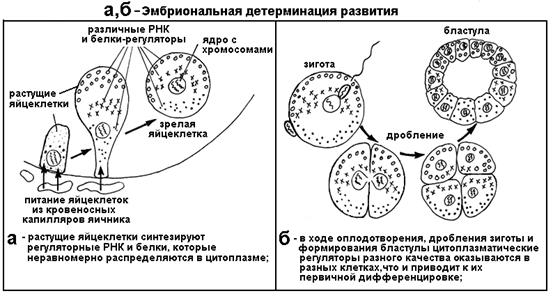 а,б – Эмбриональная детерминация развития
различные РНК
и белки-регуляторы
ядро с
хромосомами
растущие
яйцеклетки
зрелая
яйцеклетка
питание яйцеклеток
из кровеносных
капилляров яичника
а - растущие яйцеклетки синтезируют
регуляторные РНК и белки, которые
неравномерно распределяются в цитоплазме;
зигота
бластула
дробление
б - в ходе оплодотворения, дробления зиготы и
формирования бластулы цитоплазматические
регуляторы разного качества оказываются в
разных клетках,что и приводит к их
первичной дифференцировке;